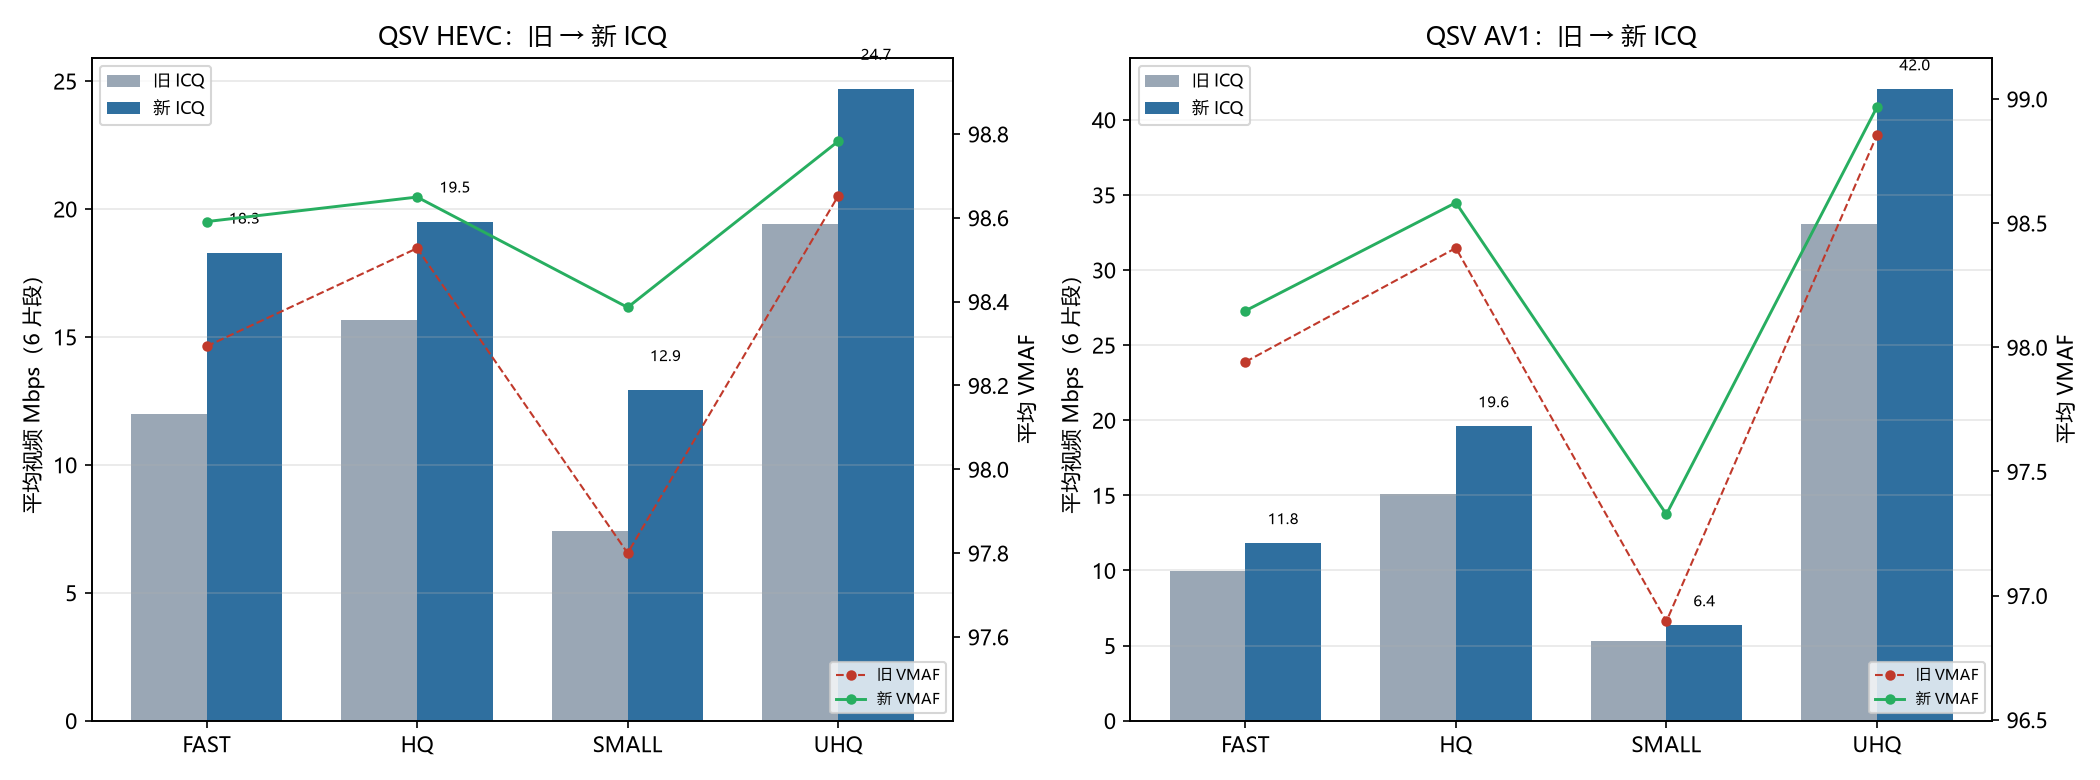 QSV HEVC：旧 → 新 ICQ
旧 ICQ
新 ICQ
平均视频 Mbps（6 片段）
25
20
15
10
5
0
24.7
18.3
19.5
12.9
98.8
98.6
98.4
98.2
98.0
97.8
97.6
平均 VMAF
旧 VMAF
新 VMAF
FAST
HQ
SMALL
UHQ
QSV AV1：旧 → 新 ICQ
旧 ICQ
新 ICQ
平均视频 Mbps（6 片段）
40
35
30
25
20
15
10
5
0
42.0
11.8
19.6
6.4
99.0
98.5
98.0
97.5
97.0
96.5
平均 VMAF
旧 VMAF
新 VMAF
FAST
HQ
SMALL
UHQ